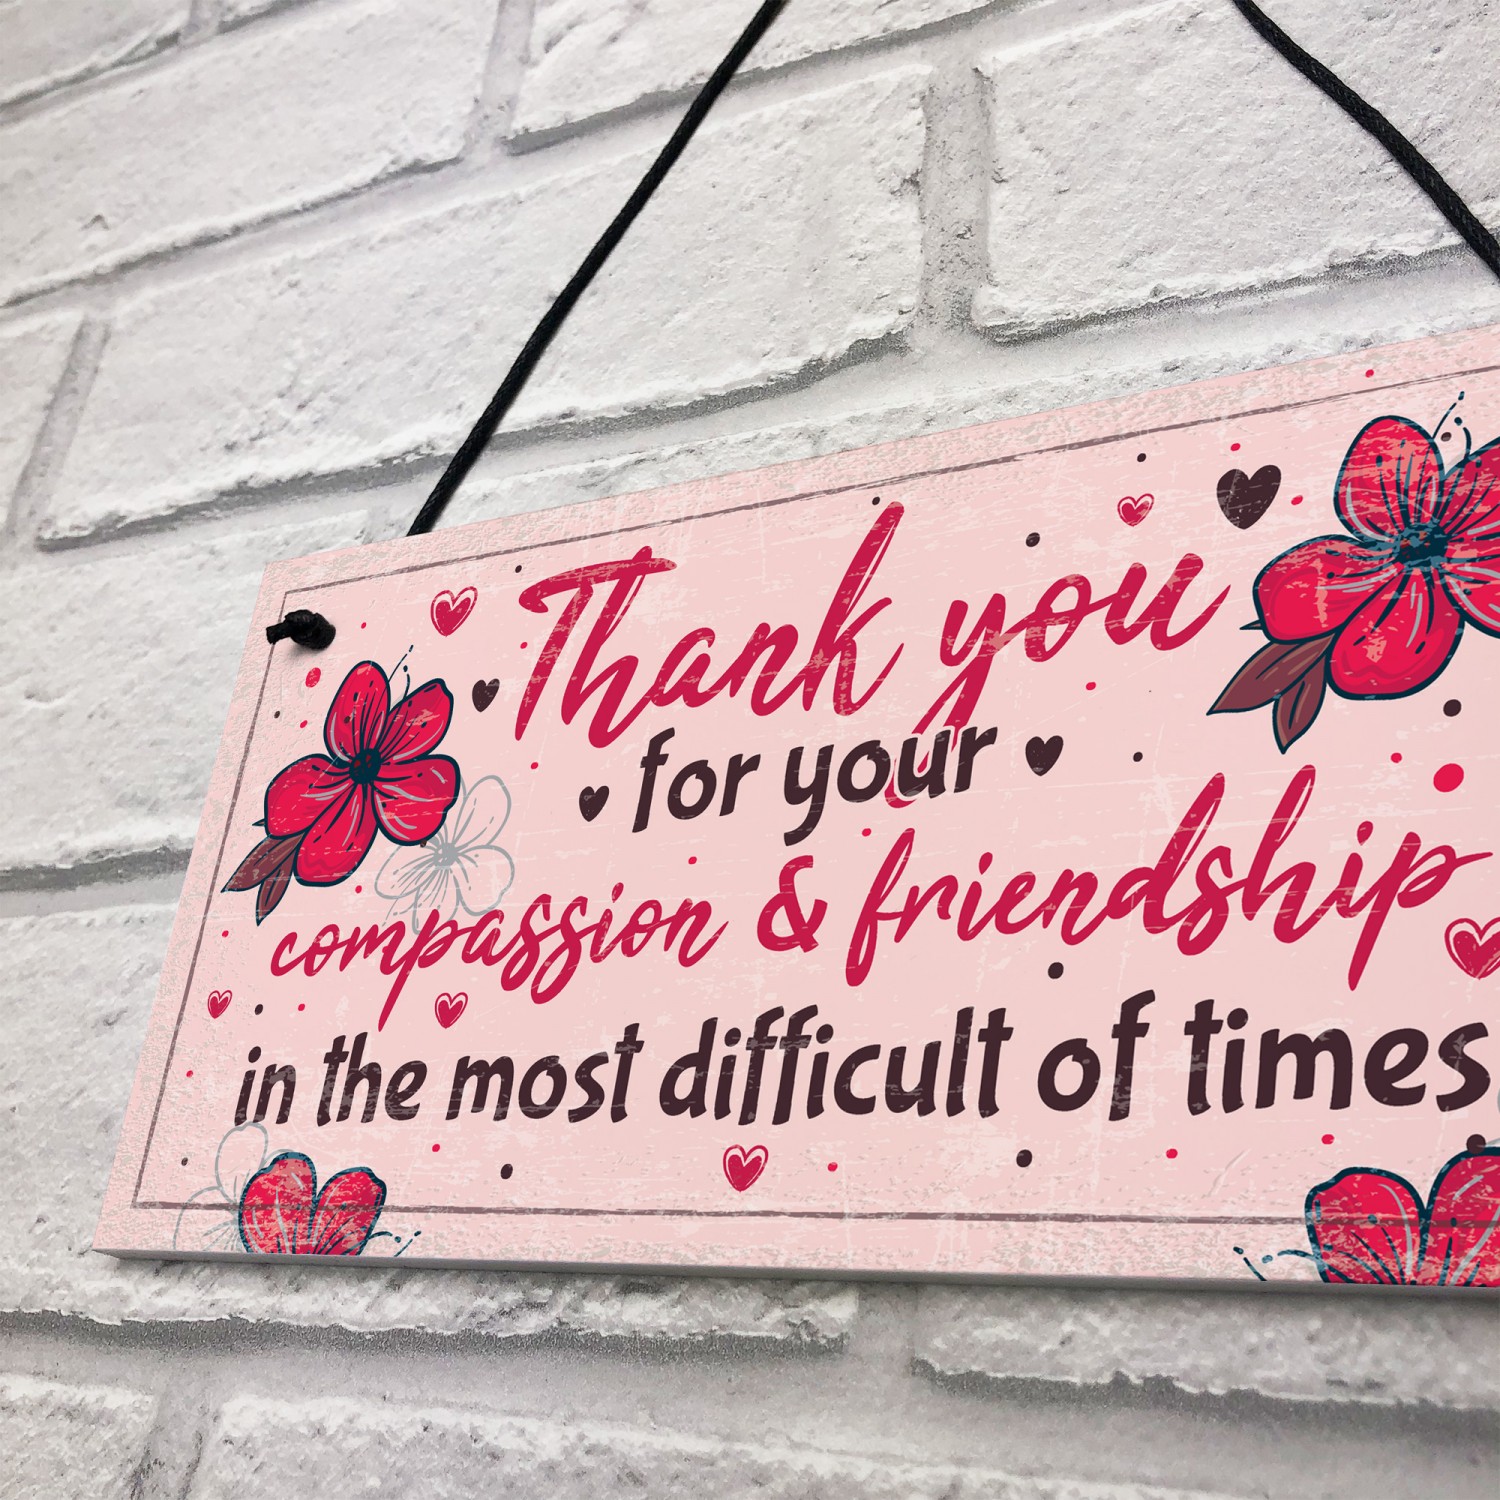 Thank you
for your
compassion & friendship
in the most difficult of times